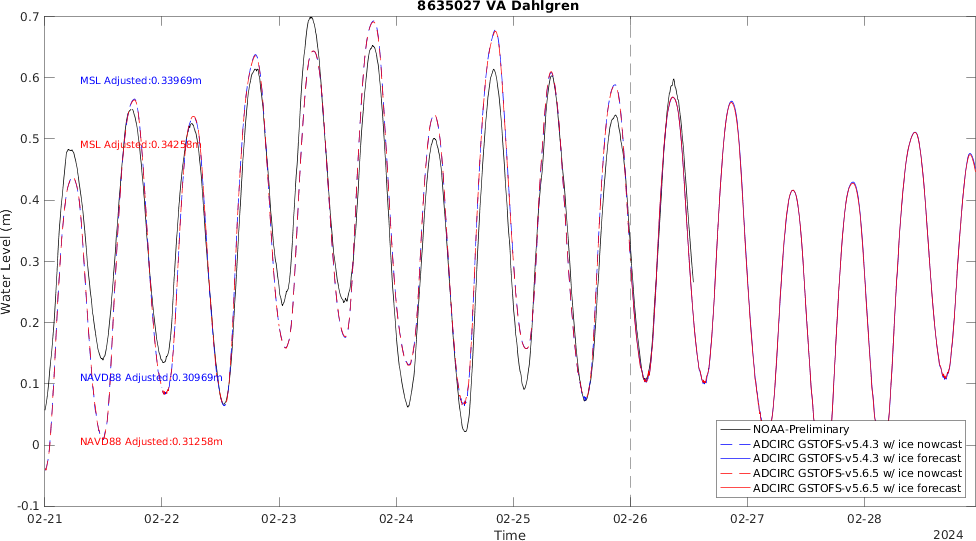 8635027 VA Dahlgren
0.7
0.6
0.5
0.4
0.3
0.2
0.1
0
-0.1
Water Level (m)
MSL Adjusted:0.33969m
MSL Adjusted:0.34258m
NAVD88 Adjusted:0.30969m
NAVD88 Adjusted:0.31258m
NOAA-Preliminary
ADCIRC GSTOFS-v5.4.3 w/ ice nowcast
ADCIRC GSTOFS-v5.4.3 w/ ice forecast
ADCIRC GSTOFS-v5.6.5 w/ ice nowcast
ADCIRC GSTOFS-v5.6.5 w/ ice forecast
02-21 02-22 02-23 02-24 02-25 02-26 02-27 02-28
Time
2024